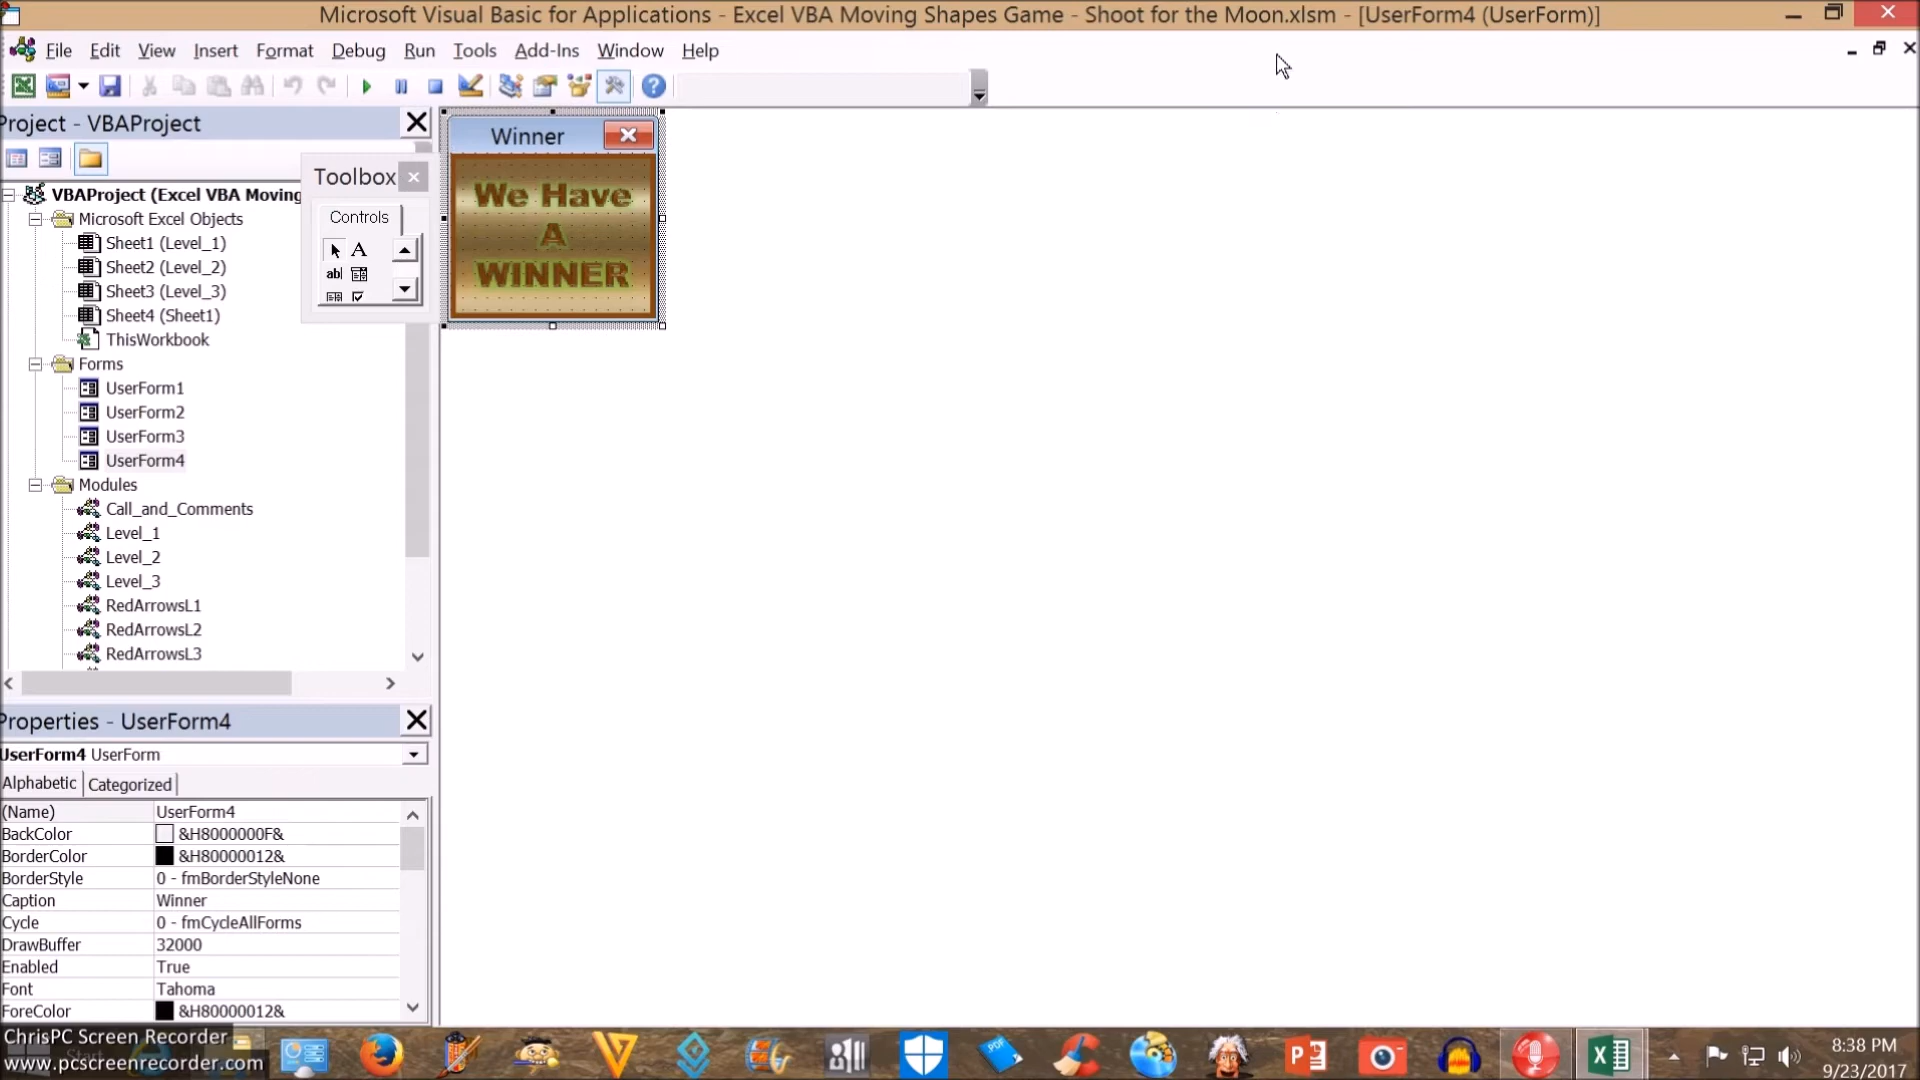 Microsoft Visual Basic for Applications - Excel VBA Moving Shapes Game - Shoot for the Moon.xlsm - [UserForm4 (UserForm)]
File Edit View Insert Format Debug Run Tools Add-Ins Window Help
Project - VBAProject
VBAProject (Excel VBA Moving
Microsoft Excel Objects
Sheet1 (Level_1)
Sheet2 (Level_2)
Sheet3 (Level_3)
Sheet4 (Sheet1)
ThisWorkbook
Forms
UserForm1
UserForm2
UserForm3
UserForm4
Modules
Call_and_Comments
Level_1
Level_2
Level_3
RedArrowsL1
RedArrowsL2
RedArrowsL3
Toolbox
Controls
A
ab|
Winner
We Have
A
WINNER
Properties - UserForm4
UserForm4 UserForm
Alphabetic Categorized
(Name) UserForm4
BackColor &H8000000F&
BorderColor &H80000012&
BorderStyle 0 - fmBorderStyleNone
Caption Winner
Cycle 0 - fmCycleAllForms
DrawBuffer 32000
Enabled True
Font Tahoma
ForeColor &H80000012&
ChrisPC Screen Recorder
www.pcscreenrecorder.com
PDF
8:38 PM
9/23/2017